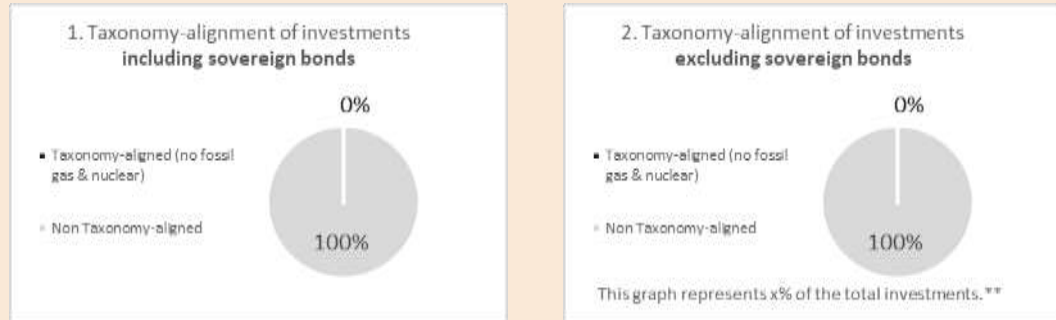 1. Taxonomy-alignment of investments
including sovereign bonds
0%
Taxonomy-aligned (no fossil
gas & nuclear)
Non Taxonomy-aligned
100%
2. Taxonomy-alignment of investments
excluding sovereign bonds
0%
Taxonomy-aligned (no fossil
gas & nuclear)
Non Taxonomy-aligned
100%
This graph represents x% of the total investments.**